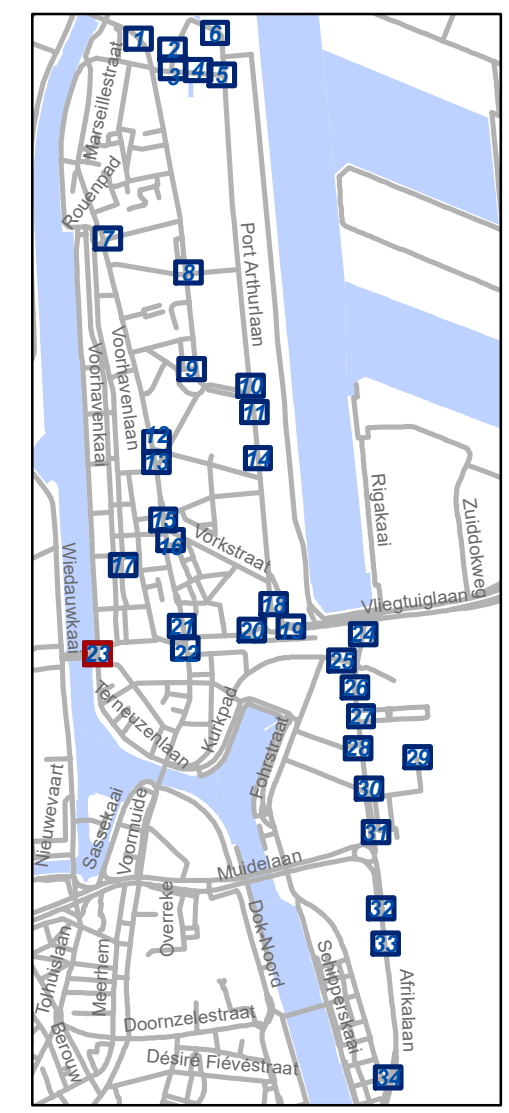 1
2
6
3
4
5
Marseillestraat
Rouenpad
7
Port Arthurlaan
8
Voorhavenlaan
Voorhavenkaai
9
10
11
12
13
14
Rigakaai
Zuiddokweg
15
16
Vorkstraat
17
Wiedauwkaai
Vliegtuiglaan
18
19
20
21
22
23
24
25
26
27
28
29
30
31
Terneuzenlaan
Kurkpad
Fohrstraat
Nieuwevaart
Sassekaai
Voormuide
Muidelaan
32
33
Overreke
Dok-Noord
Schipperskaai
Afrikalaan
Tolhuislaan
Meerhem
Doornzelestraat
Berouw
Désiré Fiévéstraat
34